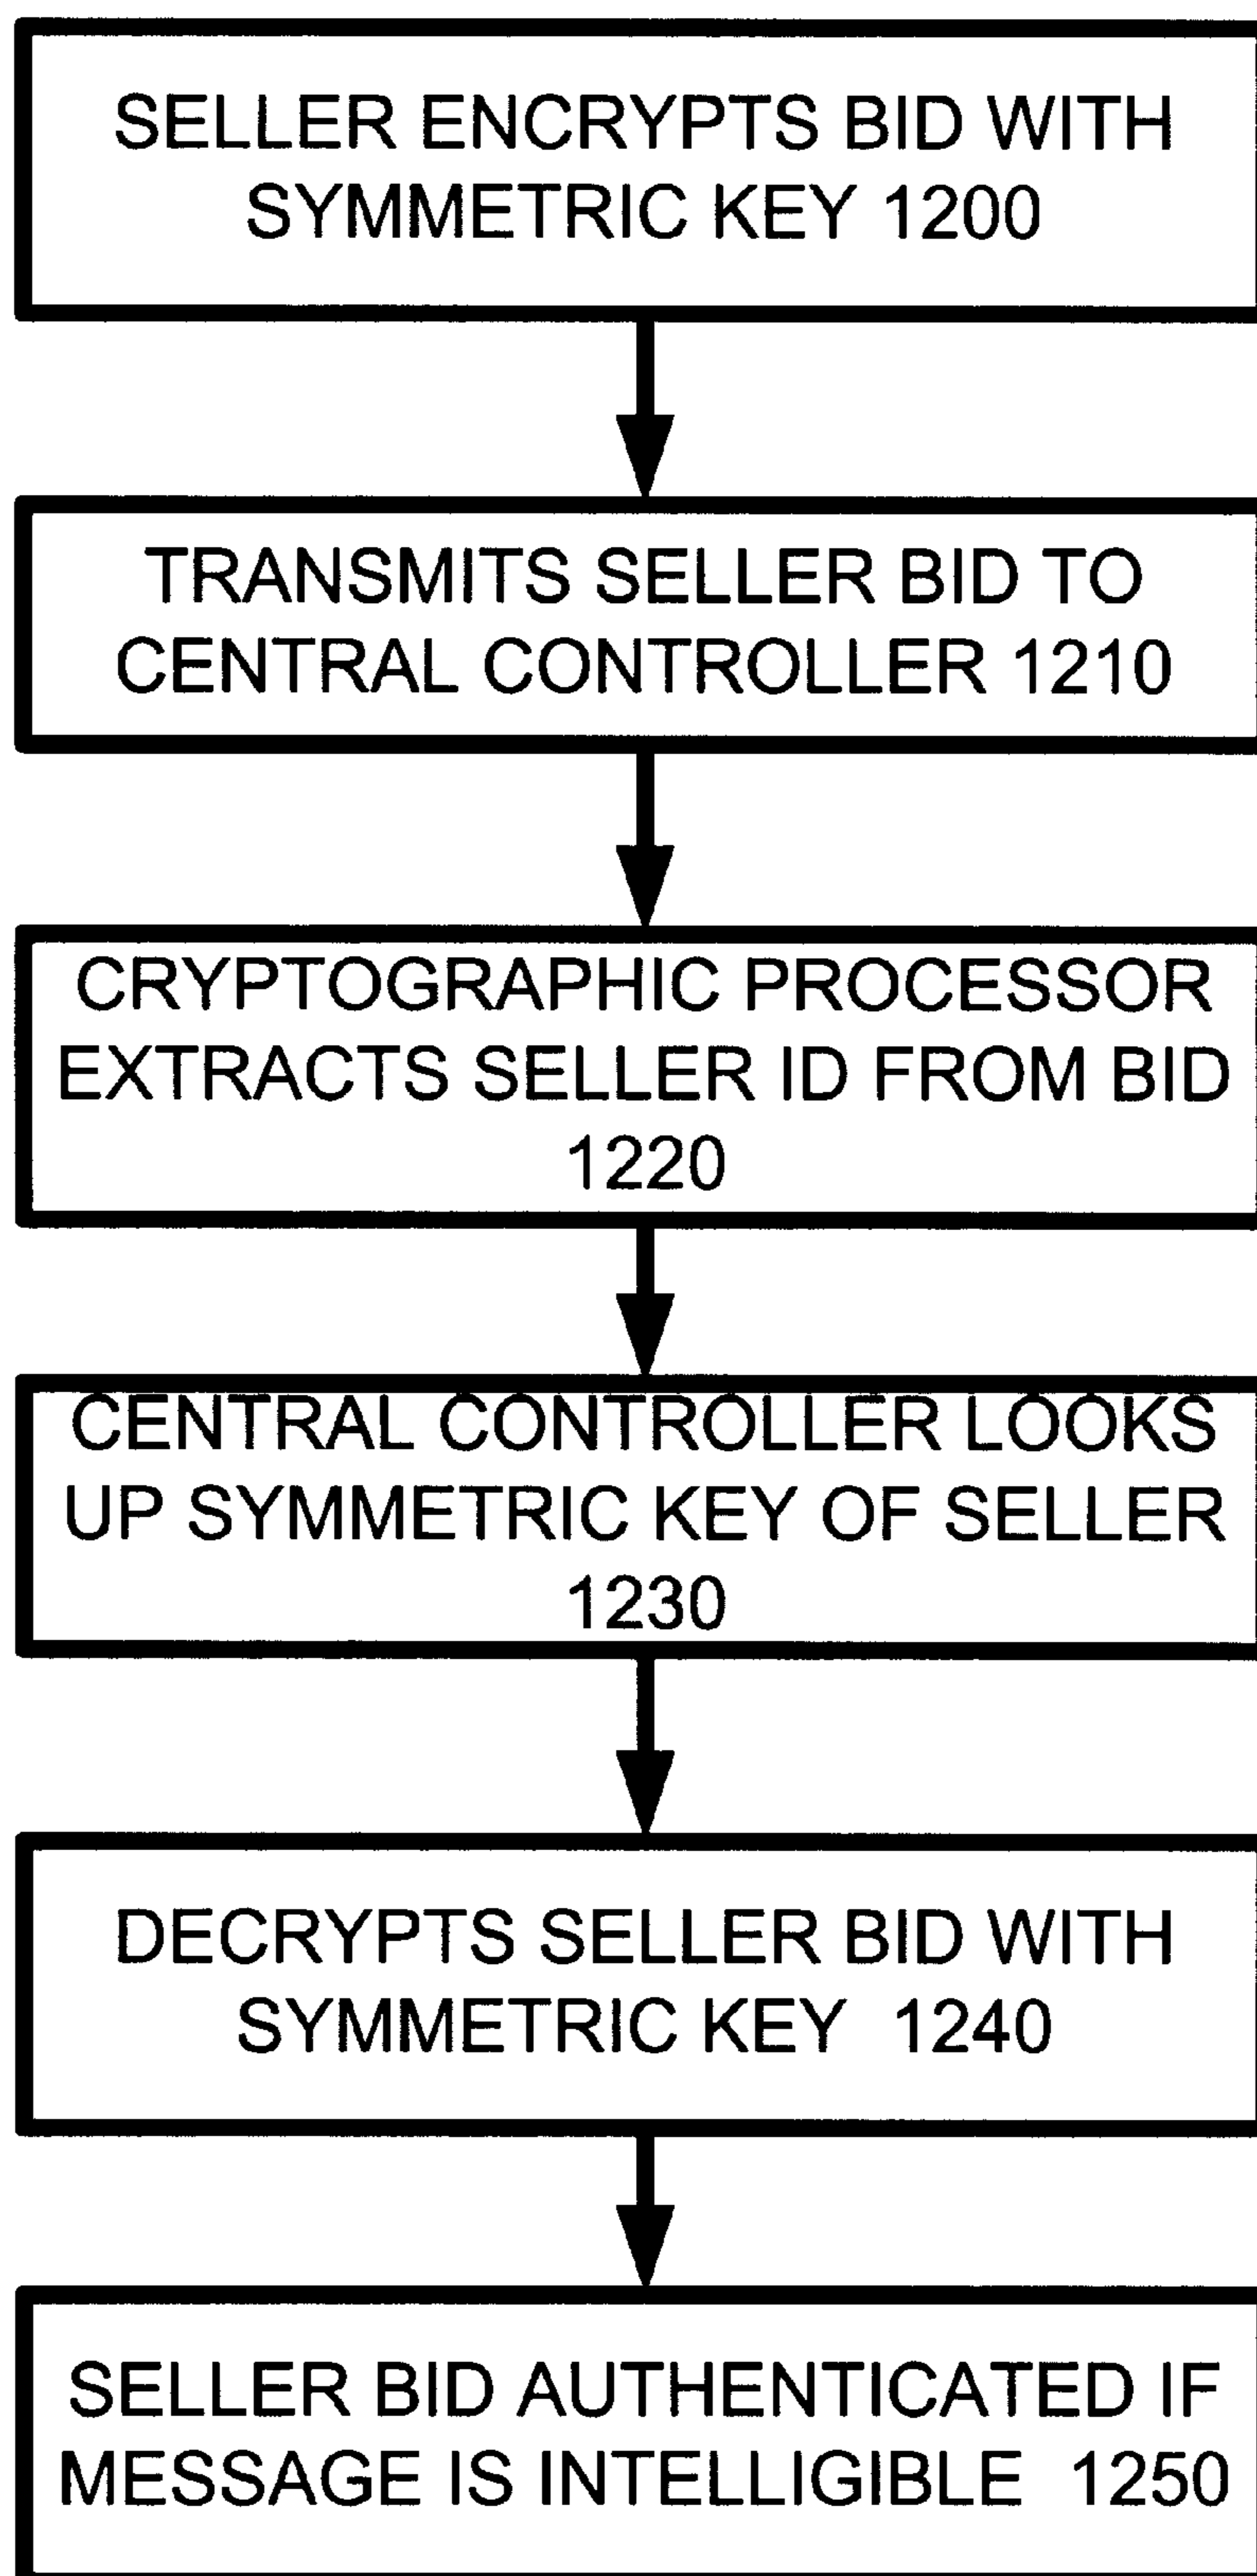 SELLER ENCRYPTS BID WITH
SYMMETRIC KEY 1200
TRANSMITS SELLER BID TO
CENTRAL CONTROLLER 1210
CRYPTOGRAPHIC PROCESSOR
EXTRACTS SELLER ID FROM BID
1220
CENTRAL CONTROLLER LOOKS
UP SYMMETRIC KEY OF SELLER
1230
DECRYPTS SELLER BID WITH
SYMMETRIC KEY 1240
SELLER BID AUTHENTICATED IF
MESSAGE IS INTELLIGIBLE 1250